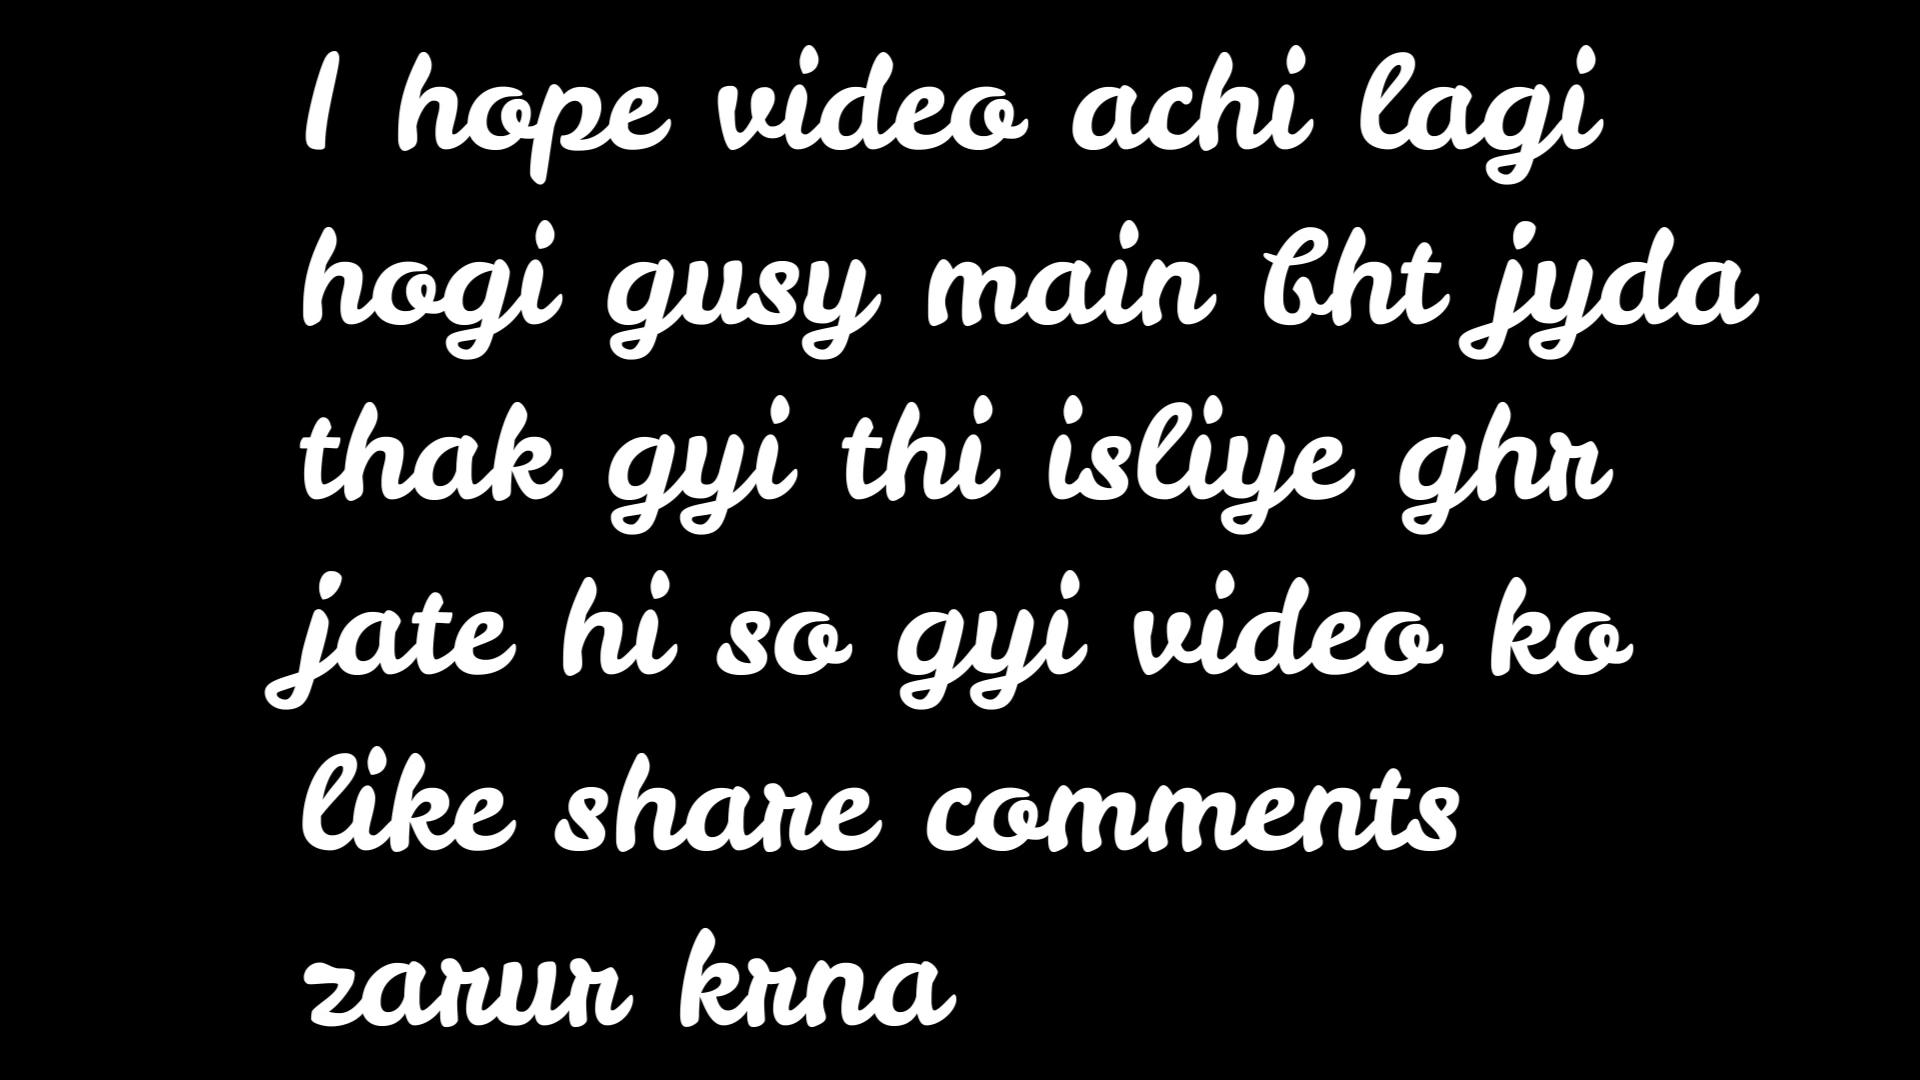 I hope video achi lagi
hogi gusy main bht jyda
thak gyi thi isliye ghr
jate hi so gyi video ko
like share comments
zarur krna